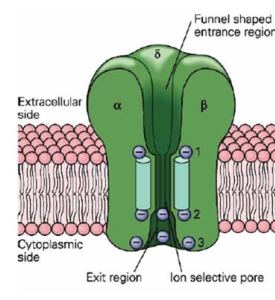 Funnel shaped
entrance region
δ
Extracellular
side
α
β
− − 1
− − 2
Cytoplasmic
side
− − − 3
Exit region
Ion selective pore